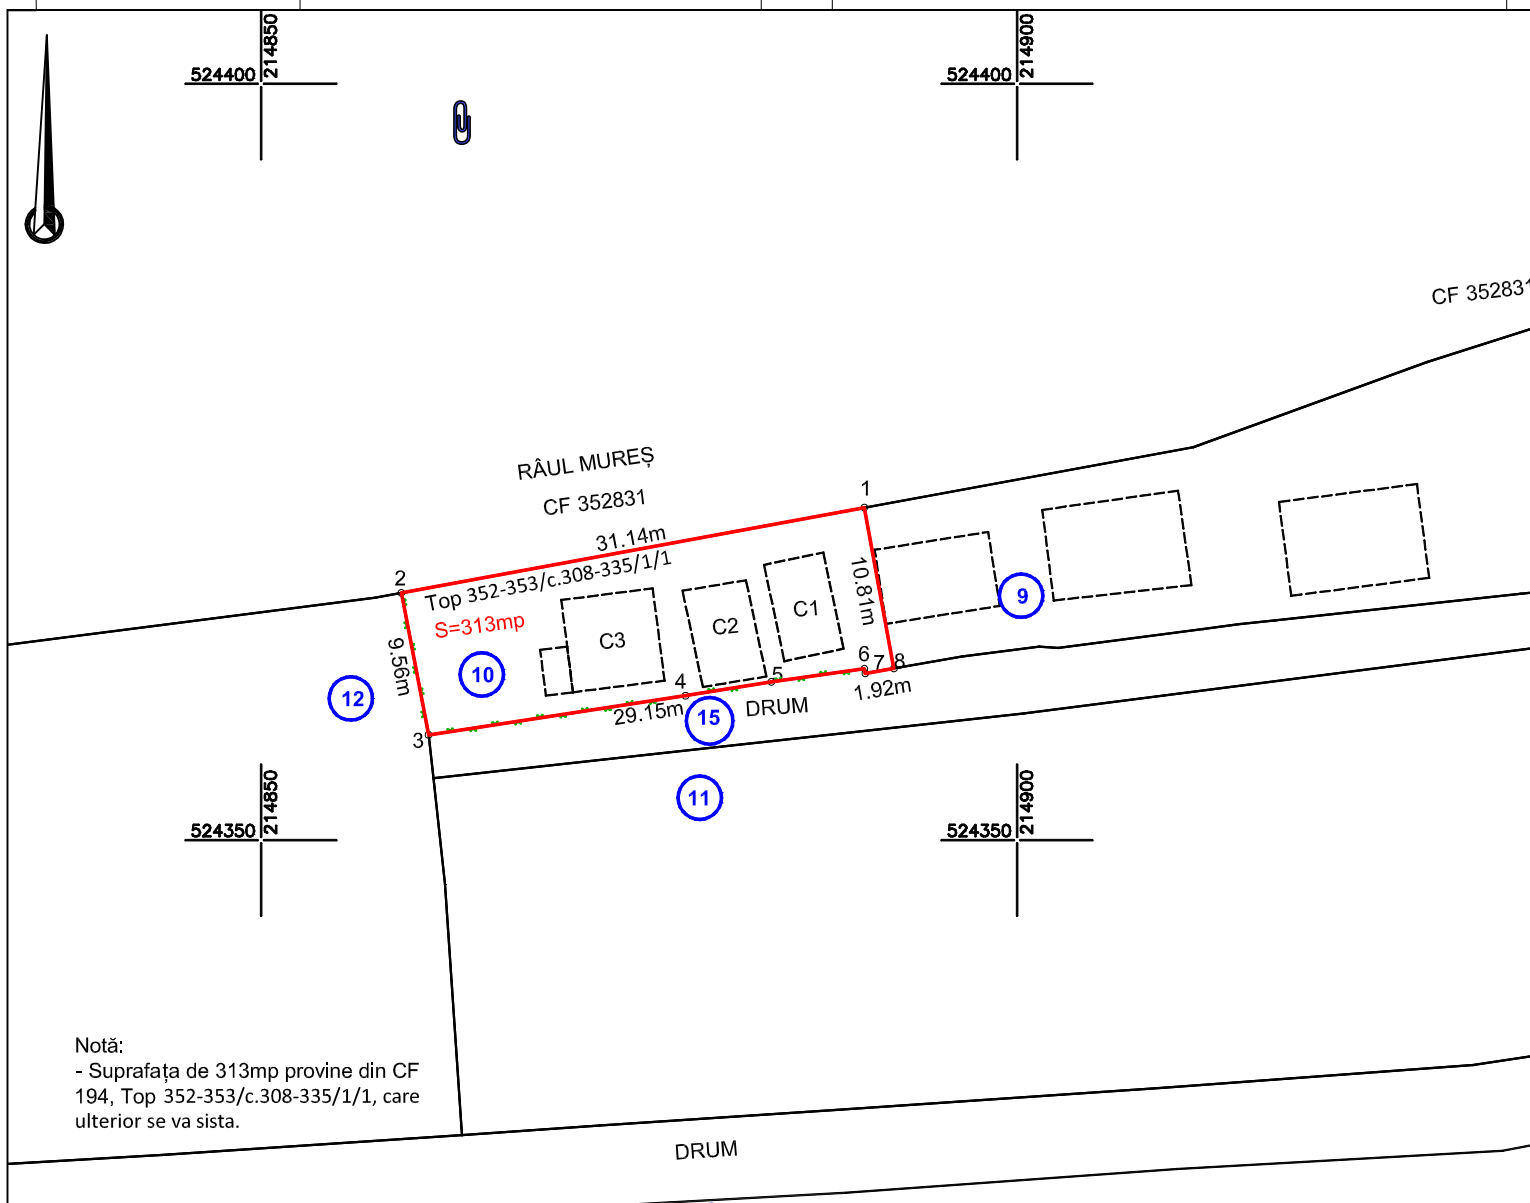 214850
214900
524400
524400
CF 352831
RÂUL MUREȘ
CF 352831
1
31.14m
2
Top 352-353/c.308-335/1/1
S=313mp
10.81m
9
C1
C2
C3
9.56m
10
12
6
7
8
4
5
1.92m
29.15m
15
DRUM
3
11
214850
214900
524350
524350
Notă:
- Suprafața de 313mp provine din CF
194, Top 352-353/c.308-335/1/1, care
ulterior se va sista.
DRUM